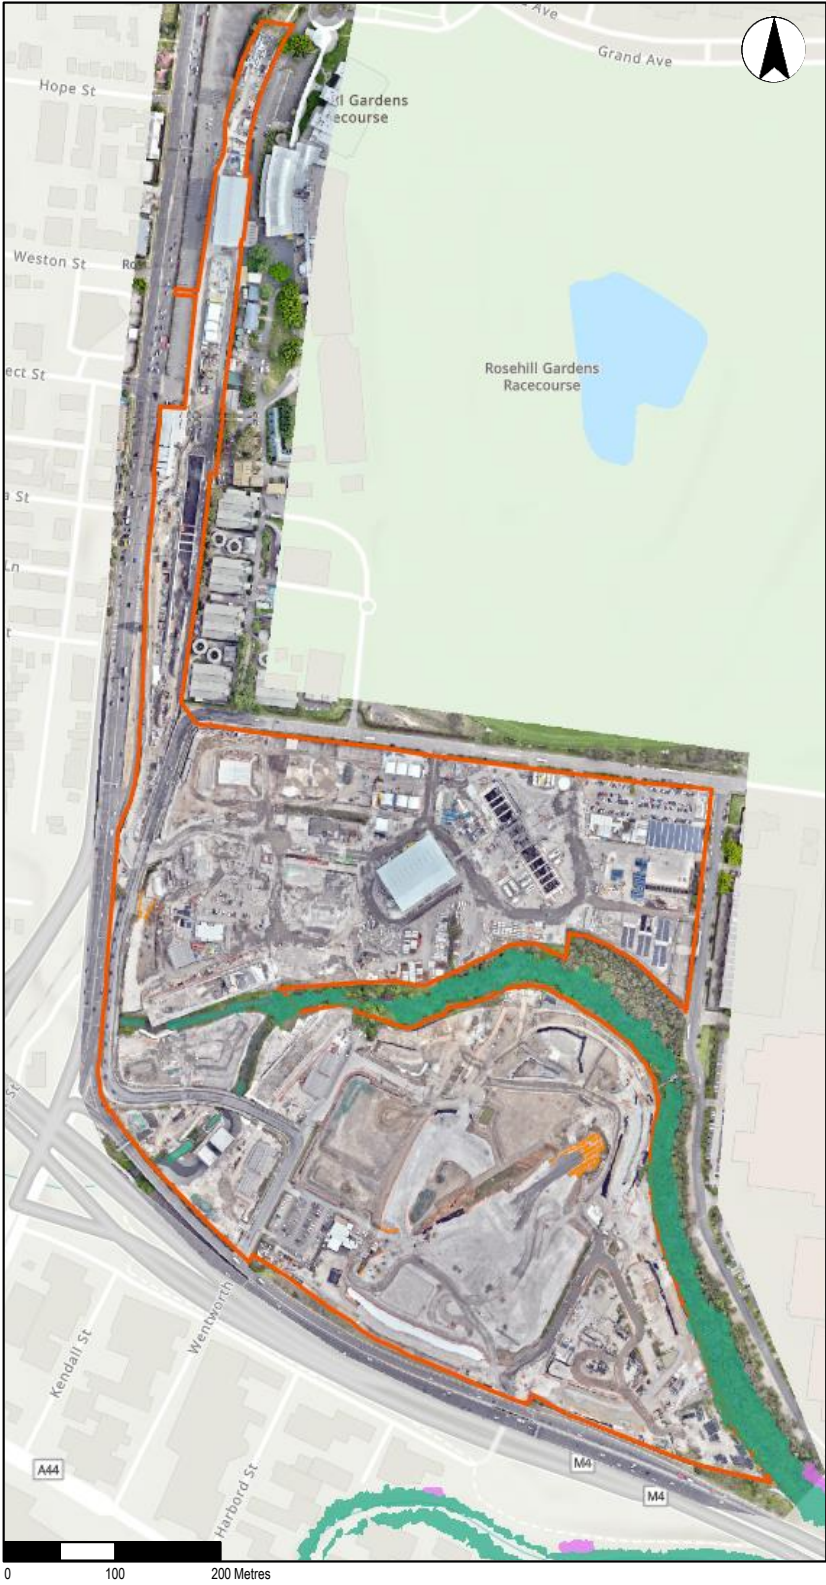 Ave
Grand Ave
Hope St
Gardens
ecourse
Weston St
Ro
Rosehill Gardens
Racecourse
ect St
a St
Ln
t
St
Wentworth
Kendall St
A44
M4
Harbord St
M4
0 100 200 Metres